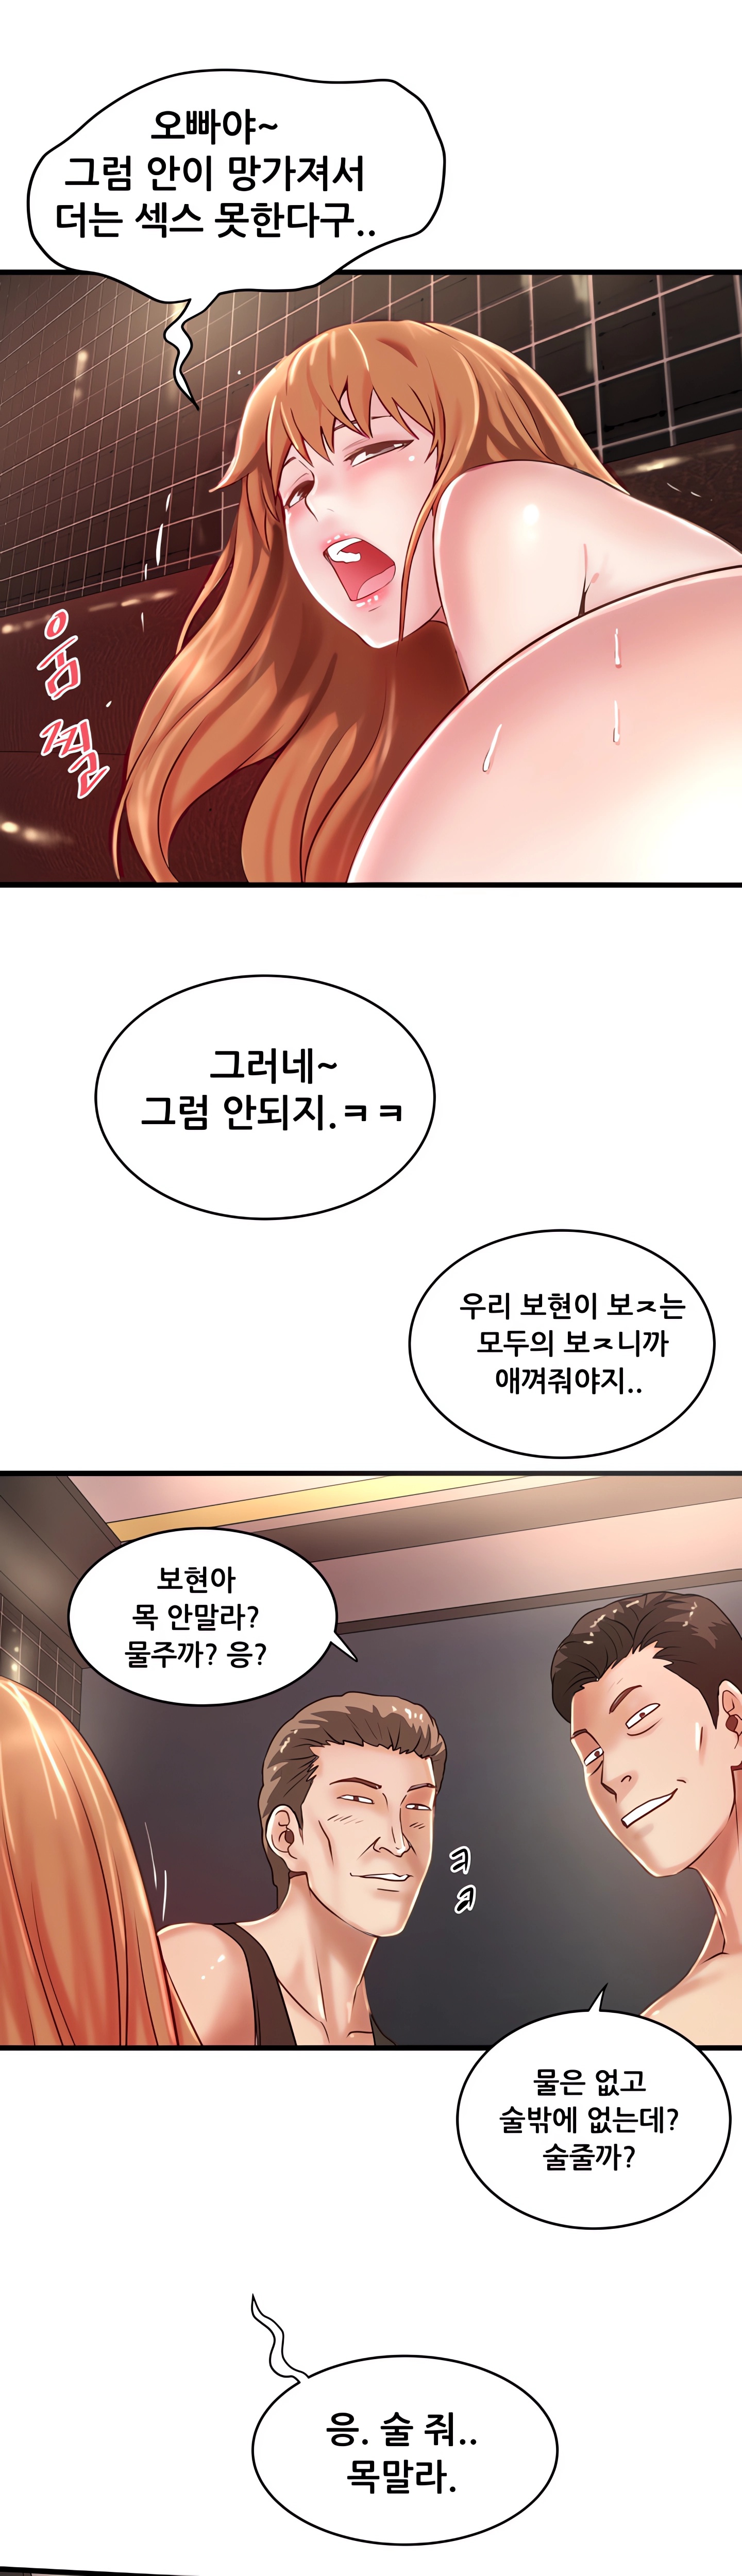 오빠야~
그럼 안이 망가져서
더는 섹스 못한다구..
움
찔
그러네~
그럼 안되지.ㅋㅋ
우리 보현이 보ㅈ는
모두의 보ㅈ니까
애껴줘야지..
보현아
목 안말라?
물주까? 응?
ㅋ
ㅋ
물은 없고
술밖에 없는데?
술줄까?
응. 술 줘..
목말라.